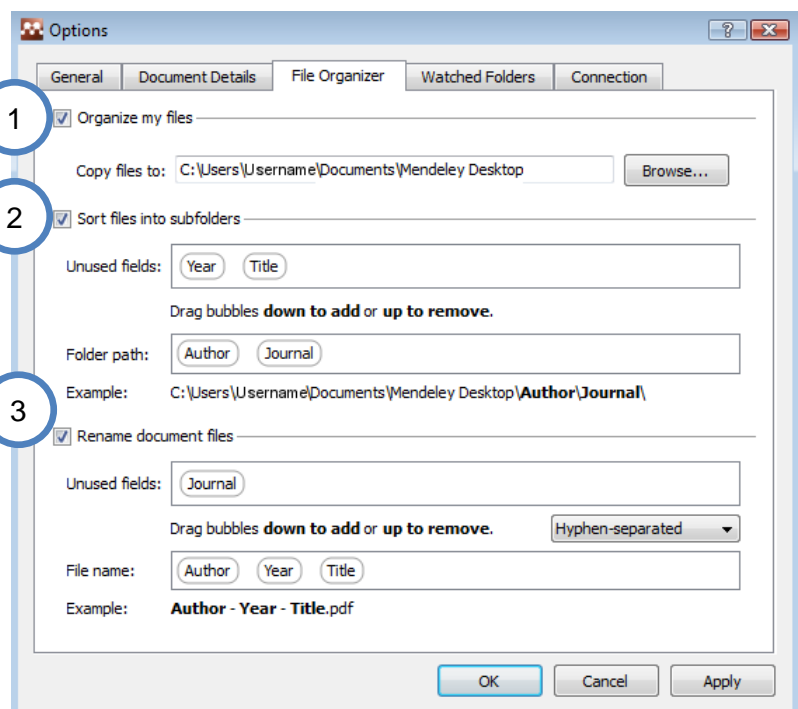 Options
General Document Details File Organizer Watched Folders Connection
1
Organize my files
Copy files to: C:\Users\Username\Documents\Mendeley Desktop Browse...
2
Sort files into subfolders
Unused fields: Year Title
Drag bubbles down to add or up to remove.
Folder path: Author Journal
Example: C:\Users\Username\Documents\Mendeley Desktop\Author\Journal\
3
Rename document files
Unused fields: Journal
Drag bubbles down to add or up to remove. Hyphen-separated
File name: Author Year Title
Example: Author - Year - Title.pdf
OK Cancel Apply